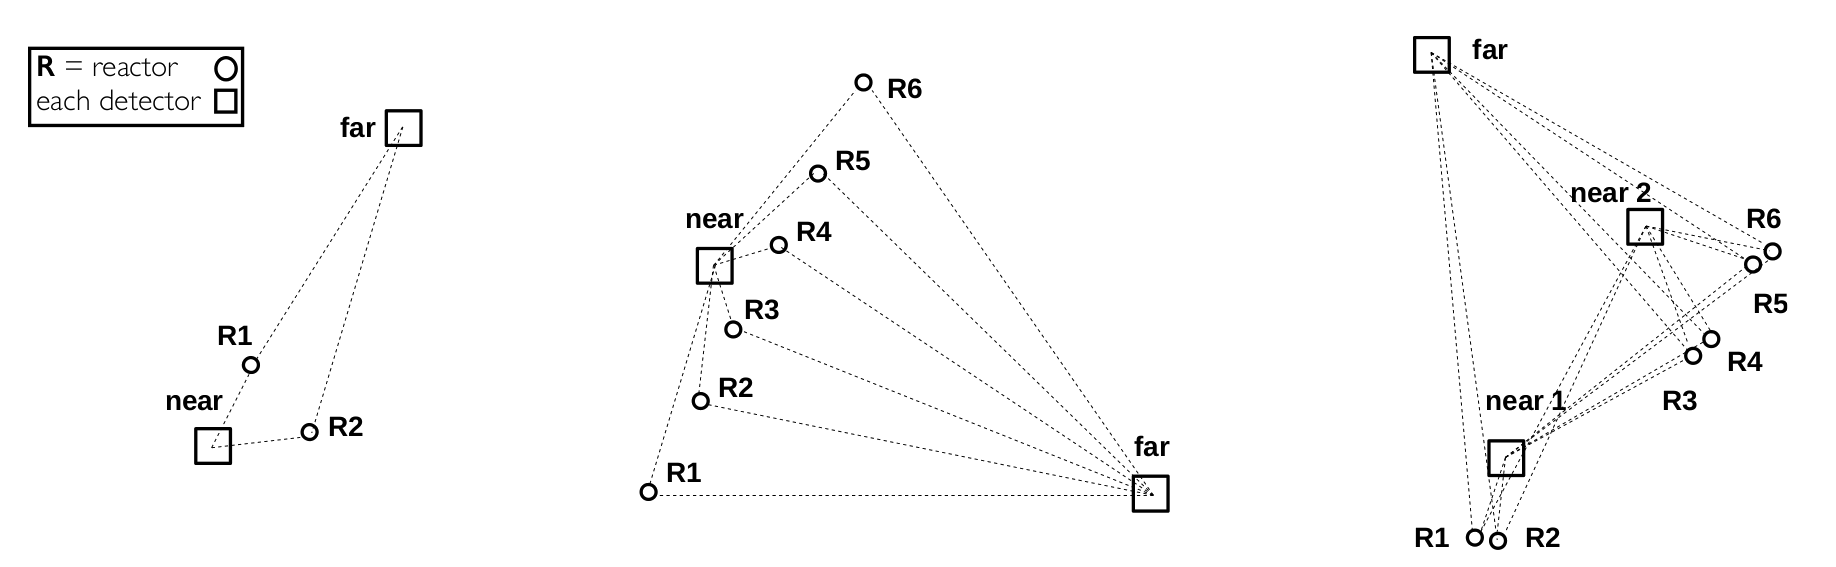 R = reactor
each detector
far
R1
near
R2
R6
R5
near
R4
R3
R2
far
R1
far
near 2
R6
R5
R4
near 1
R3
R1
R2